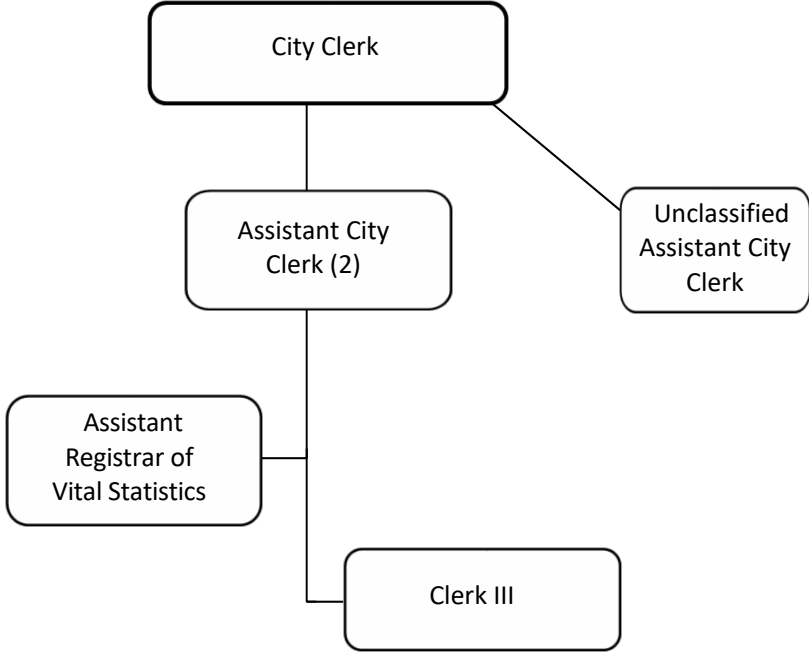 City Clerk
Assistant City
Clerk (2)
Unclassified
Assistant City
Clerk
Assistant
Registrar of
Vital Statistics
Clerk III